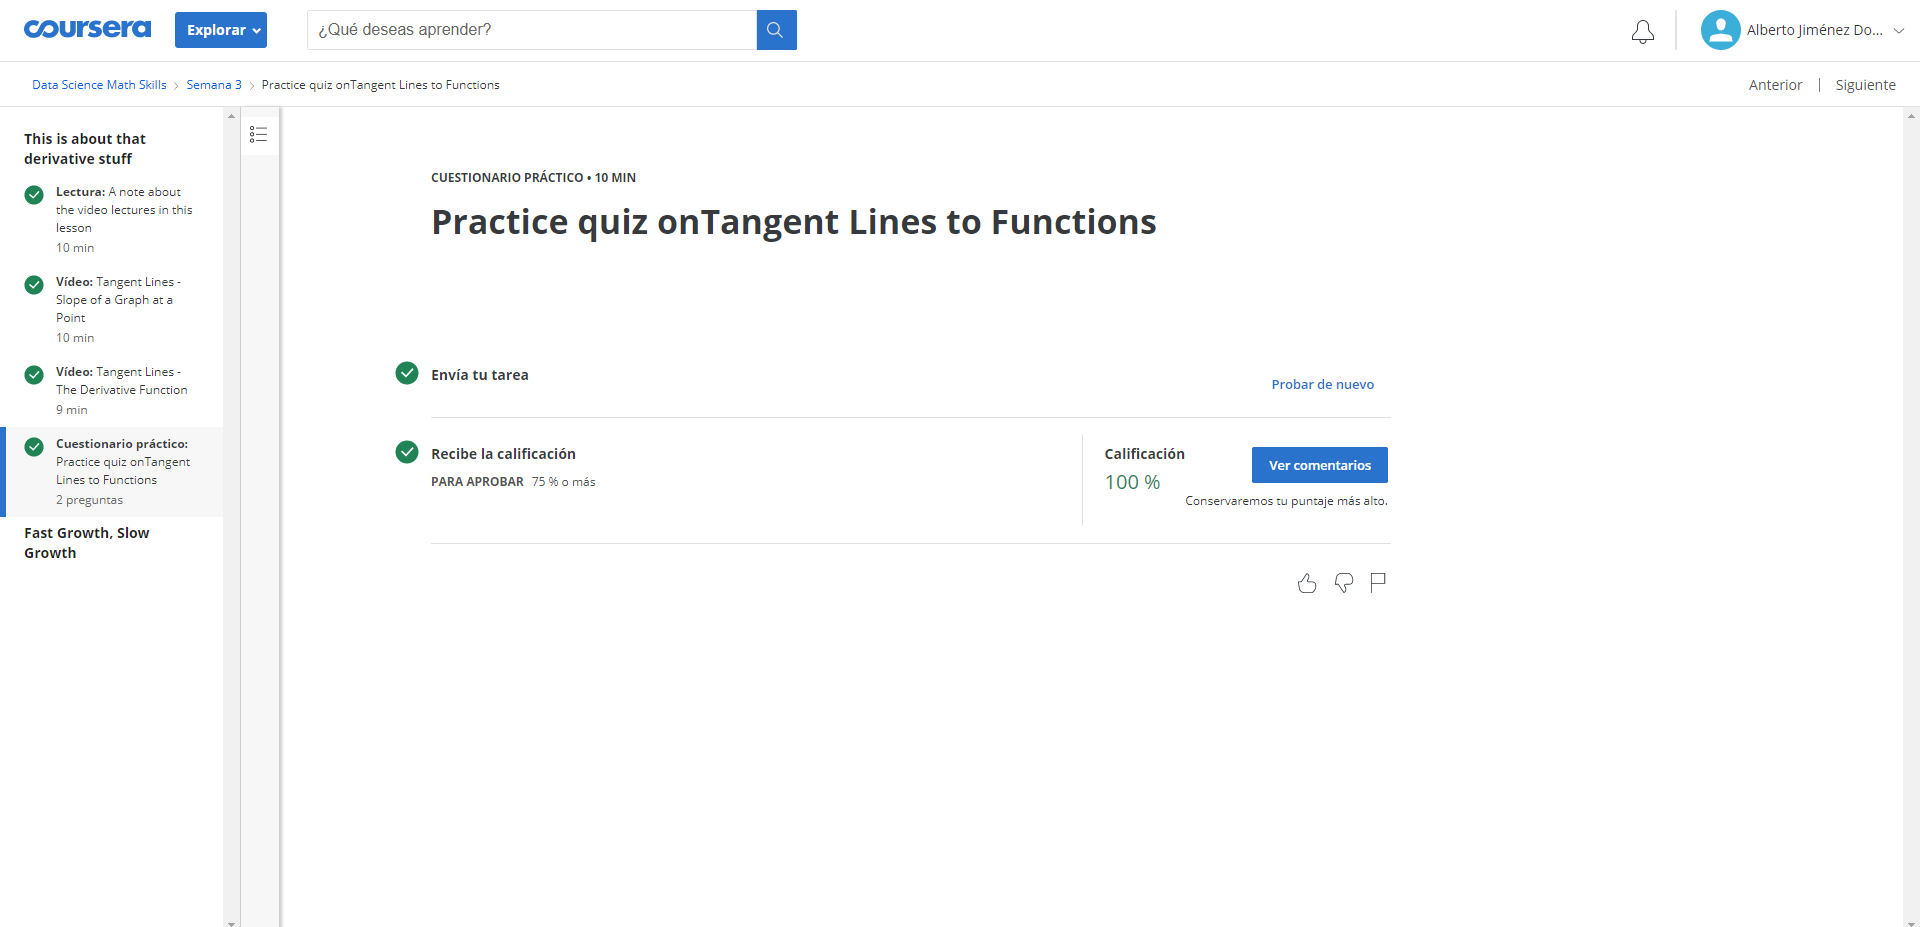 coursera
Explorar
¿Qué deseas aprender?
Alberto Jiménez Do...
Data Science Math Skills
Semana 3
Practice quiz onTangent Lines to Functions
Anterior
Siguiente
This is about that
derivative stuff
Lectura: A note about
the video lectures in this
lesson
10 min
Vídeo: Tangent Lines -
Slope of a Graph at a
Point
10 min
Vídeo: Tangent Lines -
The Derivative Function
9 min
Cuestionario práctico:
Practice quiz onTangent
Lines to Functions
2 preguntas
Fast Growth, Slow
Growth
CUESTIONARIO PRÁCTICO • 10 MIN
Practice quiz onTangent Lines to Functions
Envía tu tarea
Probar de nuevo
Recibe la calificación
PARA APROBAR 75 % o más
Calificación
100 %
Ver comentarios
Conservaremos tu puntaje más alto.